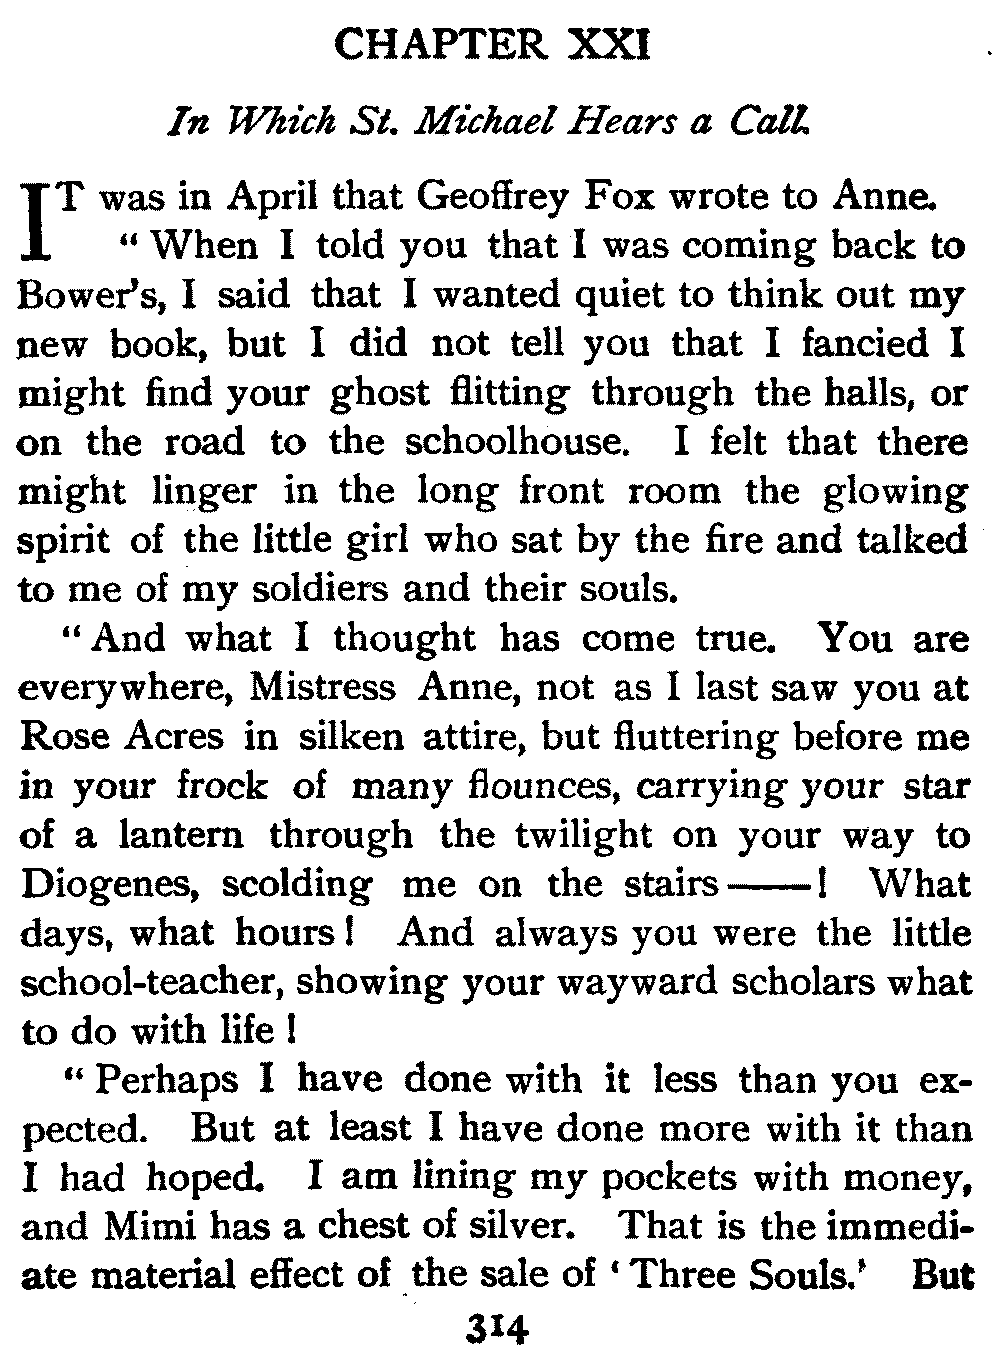 CHAPTER XXI
In Which St. Michael Hears a Call.
IT was in April that Geoffrey Fox wrote to Anne.
“When I told you that I was coming back to
Bower's, I said that I wanted quiet to think out my
new book, but I did not tell you that I fancied I
might find your ghost flitting through the halls, or
on the road to the schoolhouse. I felt that there
might linger in the long front room the glowing
spirit of the little girl who sat by the fire and talked
to me of my soldiers and their souls.
“And what I thought has come true. You are
everywhere, Mistress Anne, not as I last saw you at
Rose Acres in silken attire, but fluttering before me
in your frock of many flounces, carrying your star
of a lantern through the twilight on your way to
Diogenes, scolding me on the stairs——! What
days, what hours! And always you were the little
school-teacher, showing your wayward scholars what
to do with life!
“Perhaps I have done with it less than you ex-
pected. But at least I have done more with it than
I had hoped. I am lining my pockets with money,
and Mimi has a chest of silver. That is the immedi-
ate material effect of the sale of ‘Three Souls.’ But
314